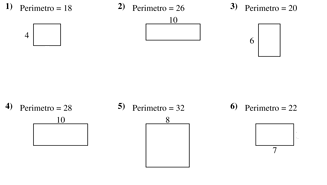 1) Perimetro = 18
4
2) Perimetro = 26
10
3) Perimetro = 20
6
4) Perimetro = 28
10
5) Perimetro = 32
8
6) Perimetro = 22
7